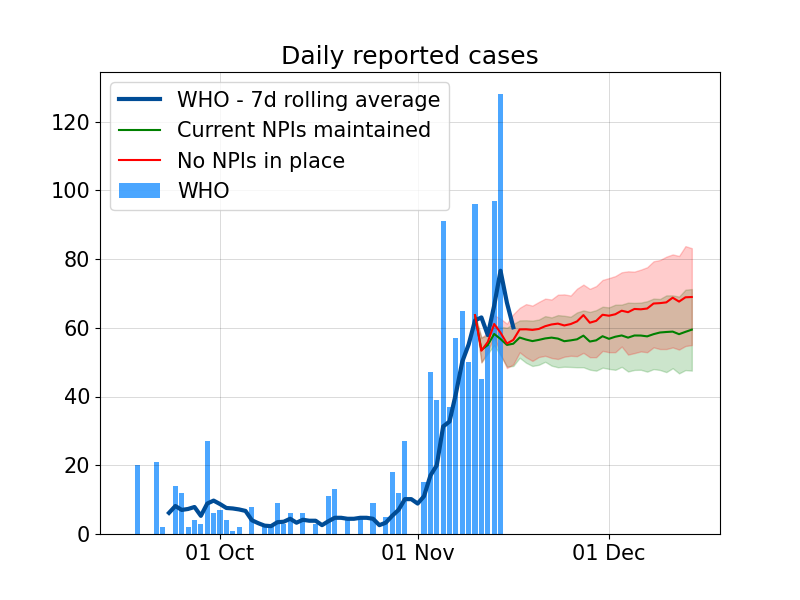 Daily reported cases
WHO - 7d rolling average
Current NPIs maintained
No NPIs in place
WHO
120
100
80
60
40
20
0
01 Oct
01 Nov
01 Dec